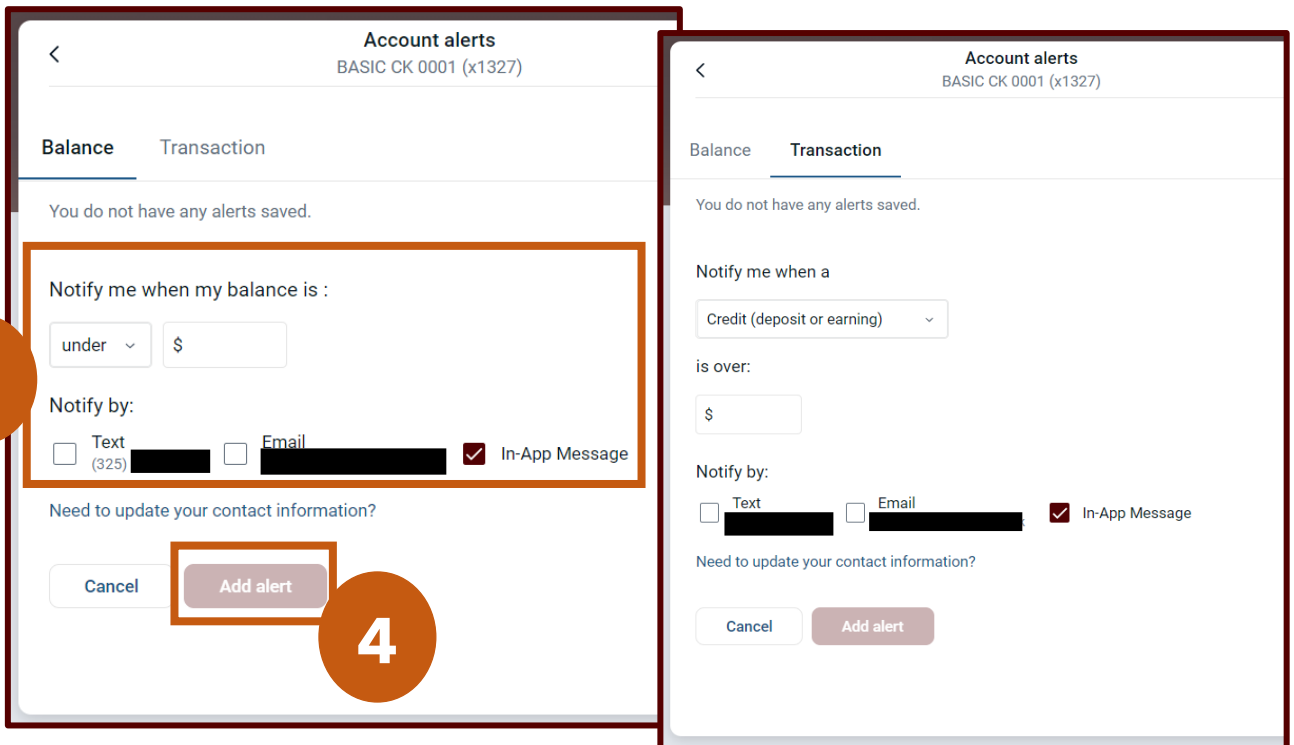 Account alerts
BASIC CK 0001 (x1327)
Balance Transaction
You do not have any alerts saved.
Notify me when my balance is :
under $
Notify by:
Text
(325)
Email
In-App Message
Need to update your contact information?
Cancel Add alert
4
Account alerts
BASIC CK 0001 (x1327)
Balance Transaction
You do not have any alerts saved.
Notify me when a
Credit (deposit or earning)
is over:
$
Notify by:
Text Email In-App Message
Need to update your contact information?
Cancel Add alert